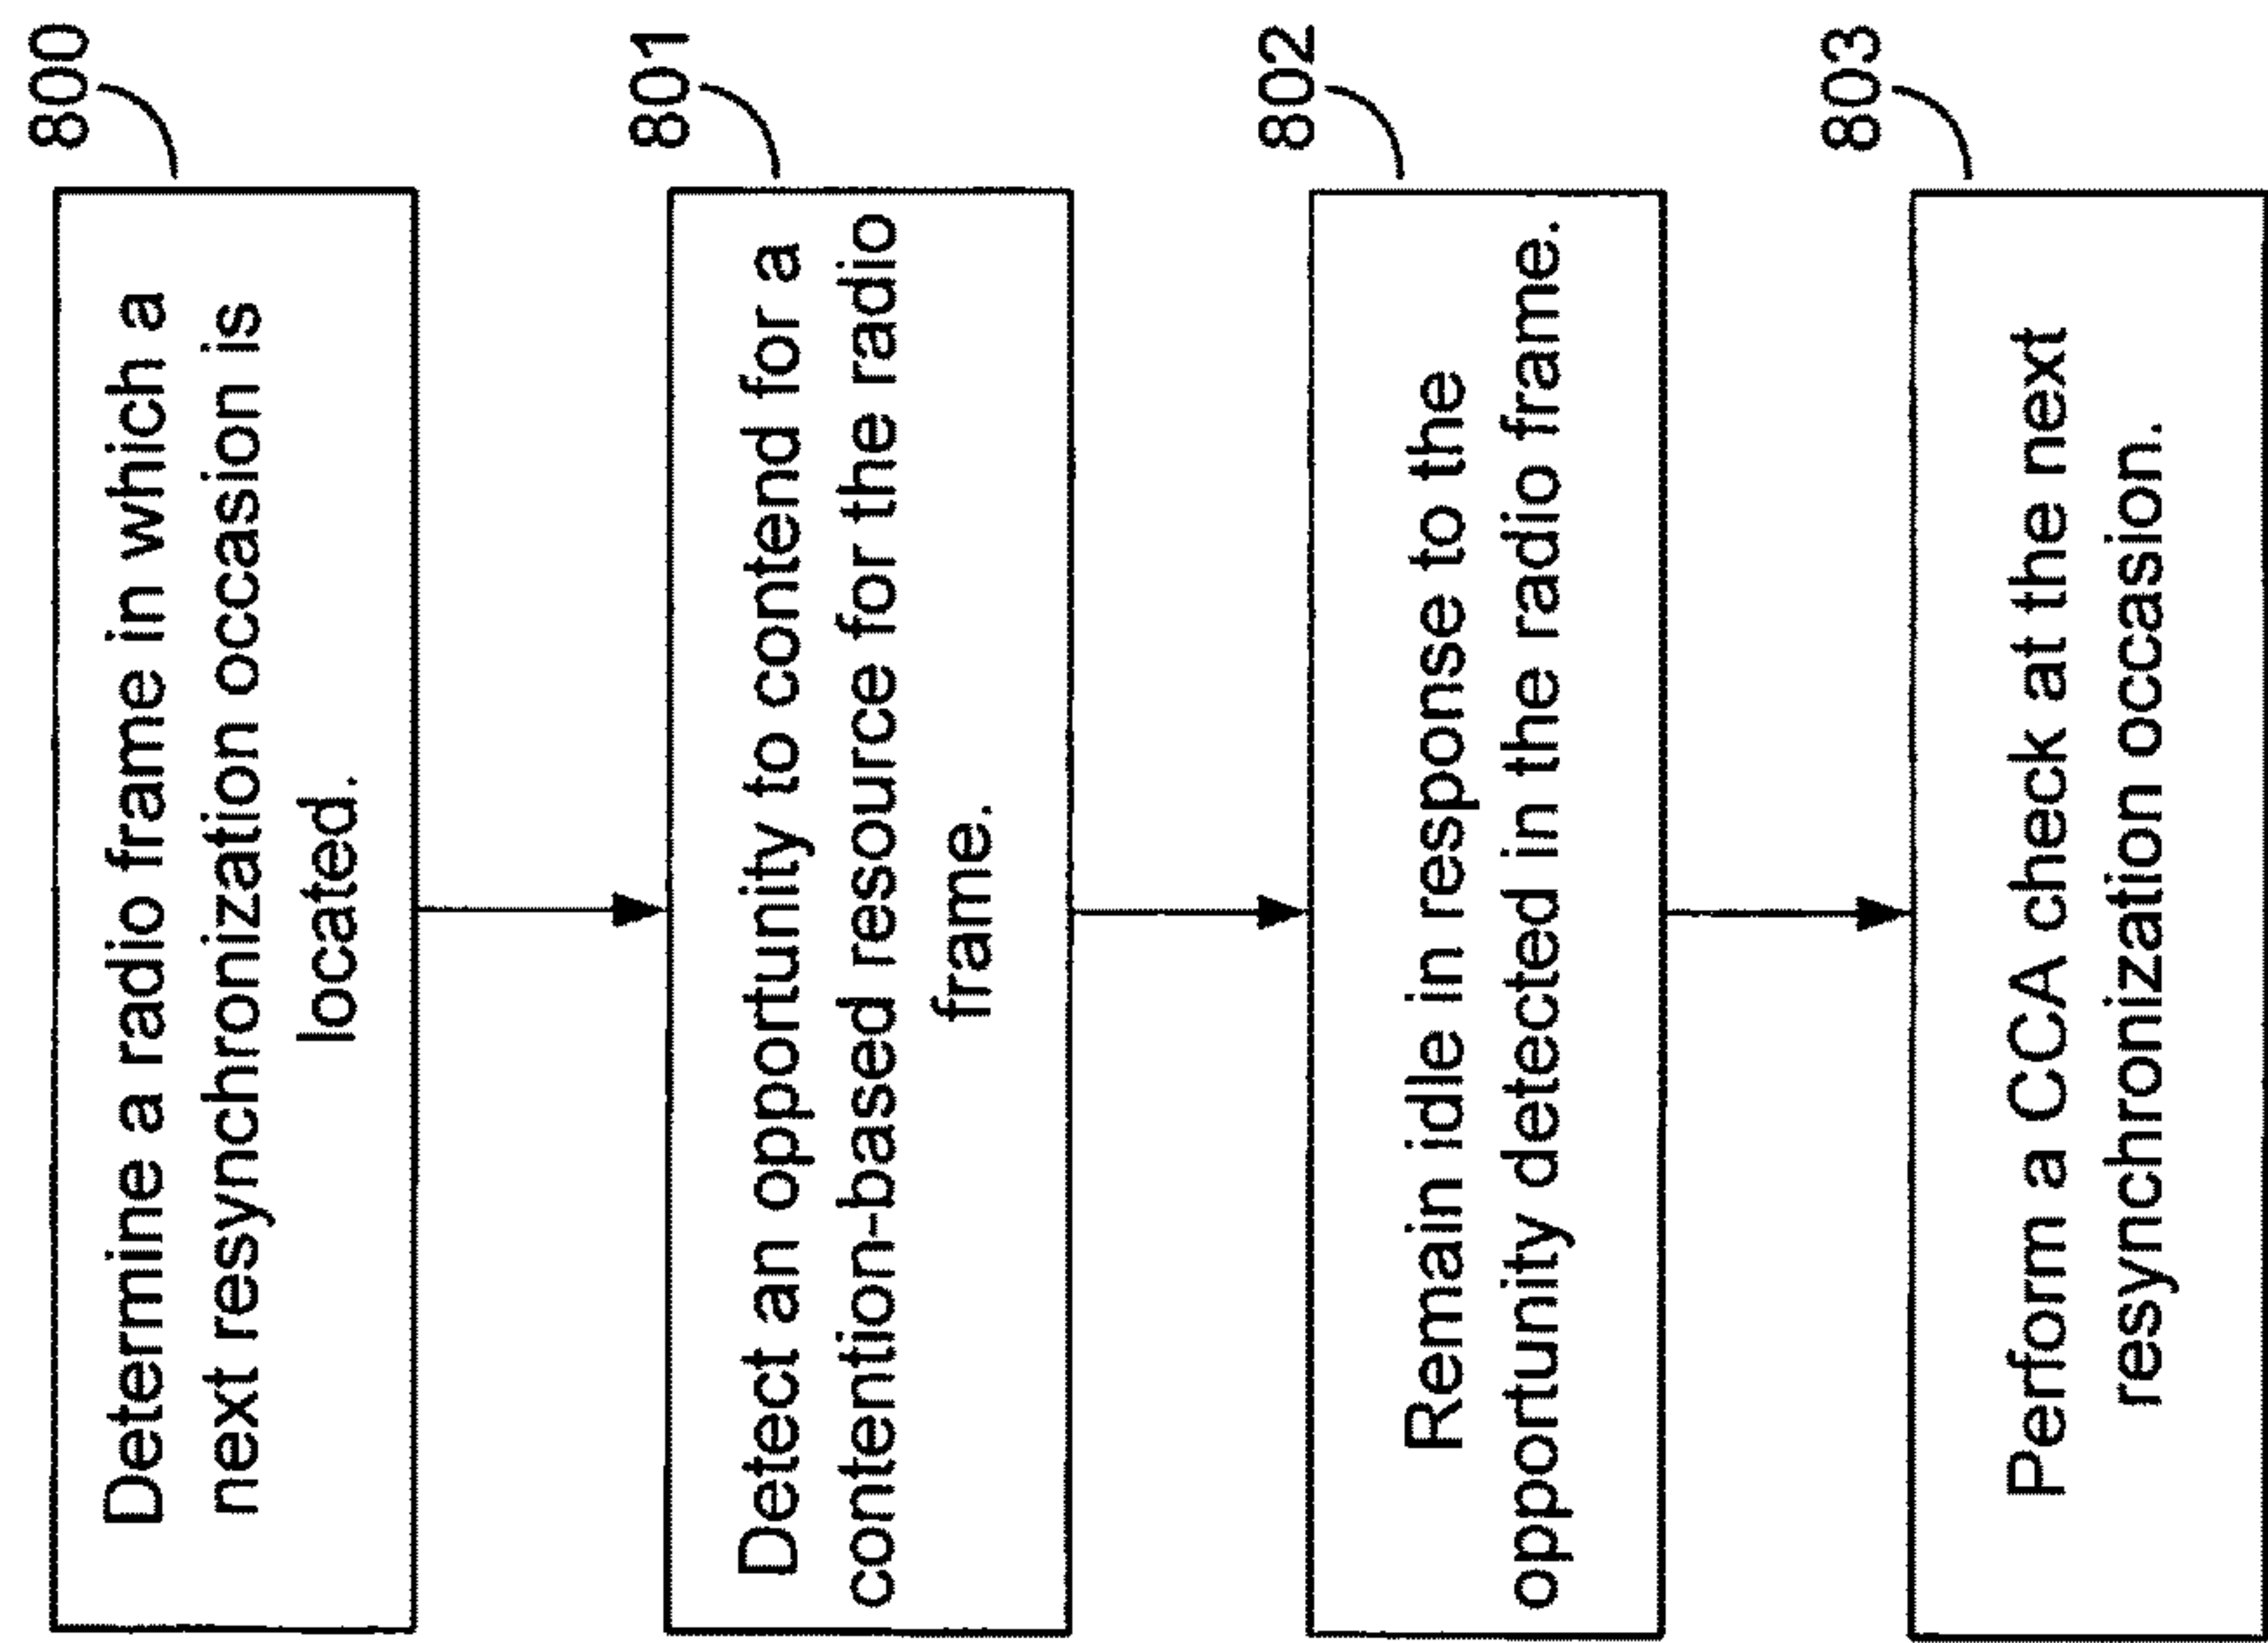 800
Determine a radio frame in which a
next resynchronization occasion is
located.
801
Detect an opportunity to contend for a
contention-based resource for the radio
frame.
802
Remain idle in response to the
opportunity detected in the radio frame.
803
Perform a CCA check at the next
resynchronization occasion.